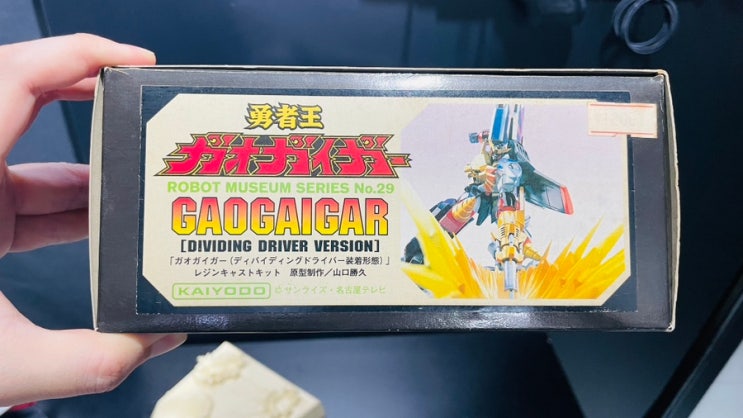 勇者王
ガオガイガー
ROBOT MUSEUM SERIES No.29
GAOGAIGAR
[DIVIDING DRIVER VERSION]
「ガオガイガー(ディバイディングドライバー装着形態)」
レジンキャストキット 原型制作/山口勝久
KAIYODO ©サンライズ・名古屋テレビ